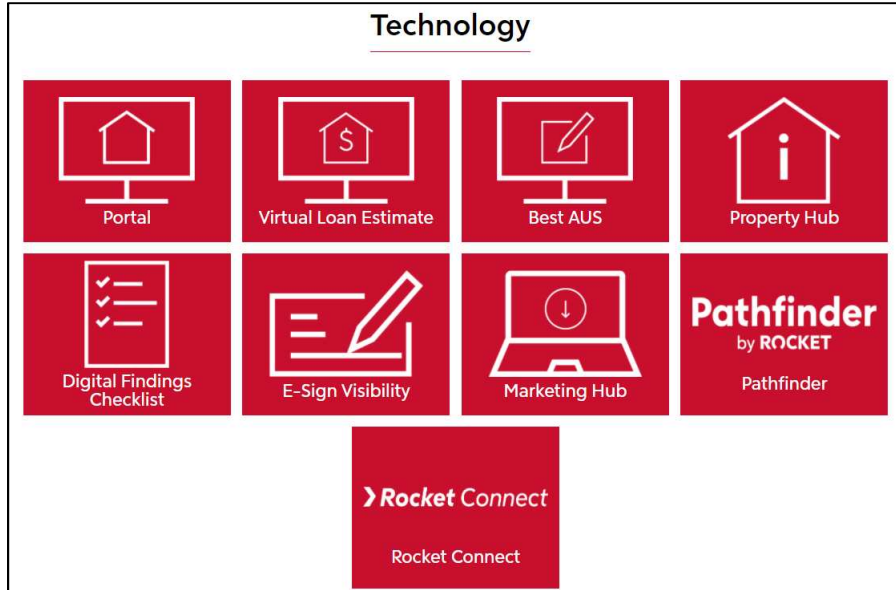 Technology
$
Portal
Virtual Loan Estimate
Best AUS
i
Property Hub
Digital Findings
Checklist
E-Sign Visibility
Marketing Hub
Pathfinder
by ROCKET
Pathfinder
Rocket Connect
Rocket Connect